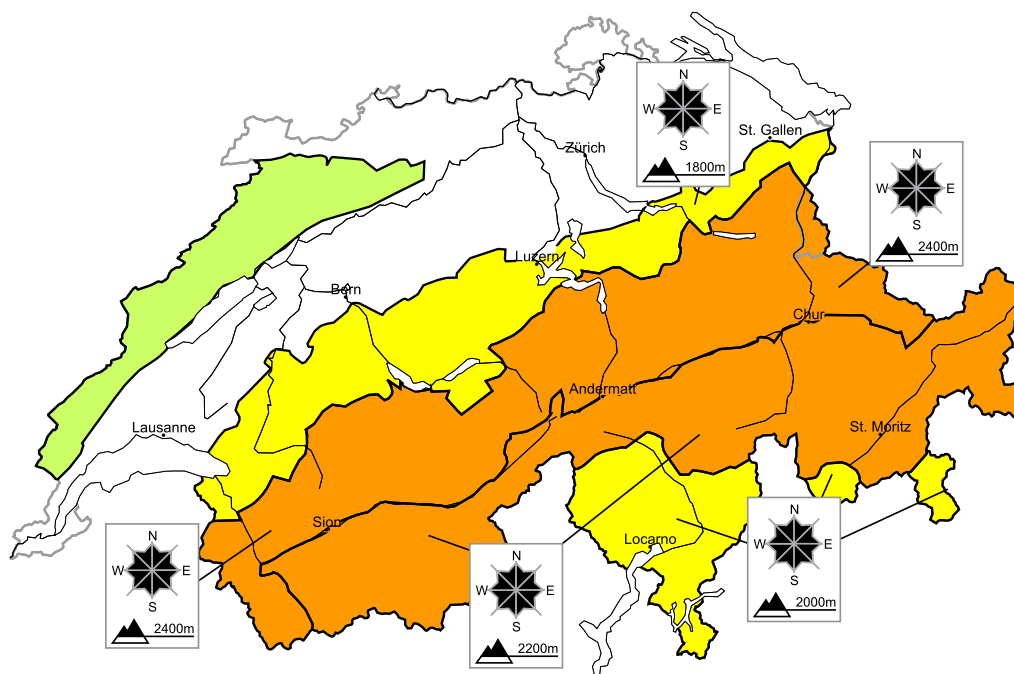 N
W E
S
1800m
St. Gallen
Zürich
N
W E
S
2400m
Luzern
Bern
Chur
Andermatt
Lausanne
St. Moritz
Sion
Locarno
N
W E
S
2400m
N
W E
S
2200m
N
W E
S
2000m